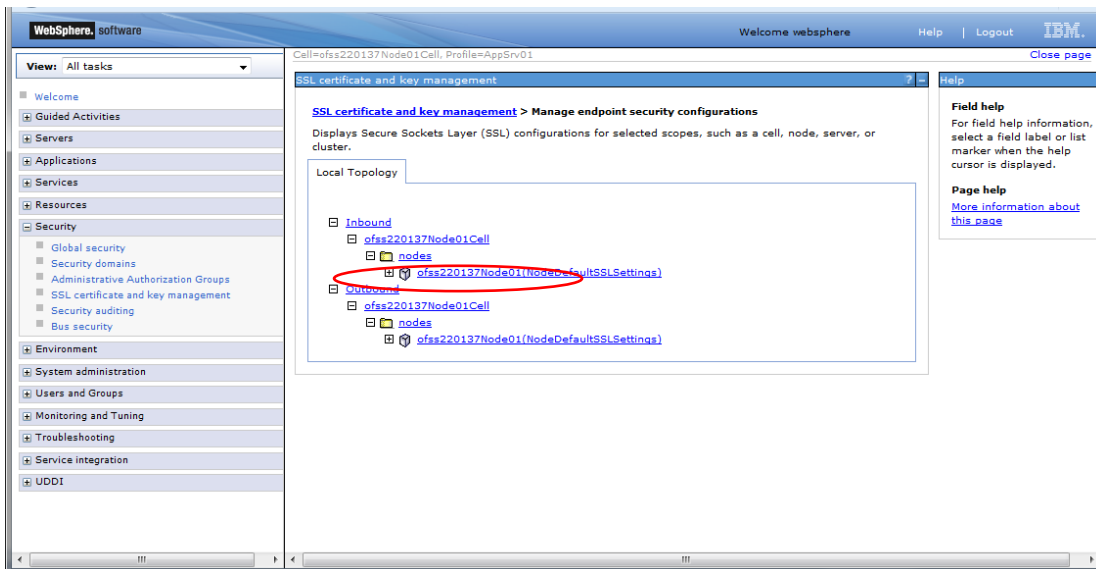 WebSphere. software
Welcome websphere
Help | Logout
IBM.
View: All tasks
Welcome
Guided Activities
Servers
Applications
Services
Resources
Security
Global security
Security domains
Administrative Authorization Groups
SSL certificate and key management
Security auditing
Bus security
Environment
System administration
Users and Groups
Monitoring and Tuning
Troubleshooting
Service integration
UDDI
Cell=ofss220137Node01Cell, Profile=AppSrv01
Close page
SSL certificate and key management
? -
SSL certificate and key management > Manage endpoint security configurations
Displays Secure Sockets Layer (SSL) configurations for selected scopes, such as a cell, node, server, or
cluster.
Local Topology
Inbound
ofss220137Node01Cell
nodes
ofss220137Node01(NodeDefaultSSLSettings)
Outbound
ofss220137Node01Cell
nodes
ofss220137Node01(NodeDefaultSSLSettings)
Help
Field help
For field help information,
select a field label or list
marker when the help
cursor is displayed.
Page help
More information about
this page